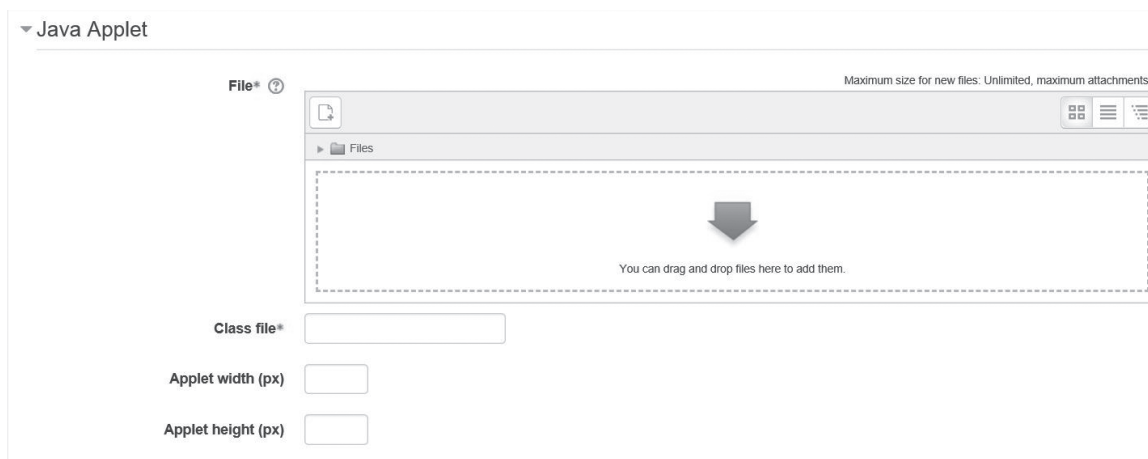 Java Applet
File*
Maximum size for new files: Unlimited, maximum attachments
Files
You can drag and drop files here to add them.
Class file*
Applet width (px)
Applet height (px)